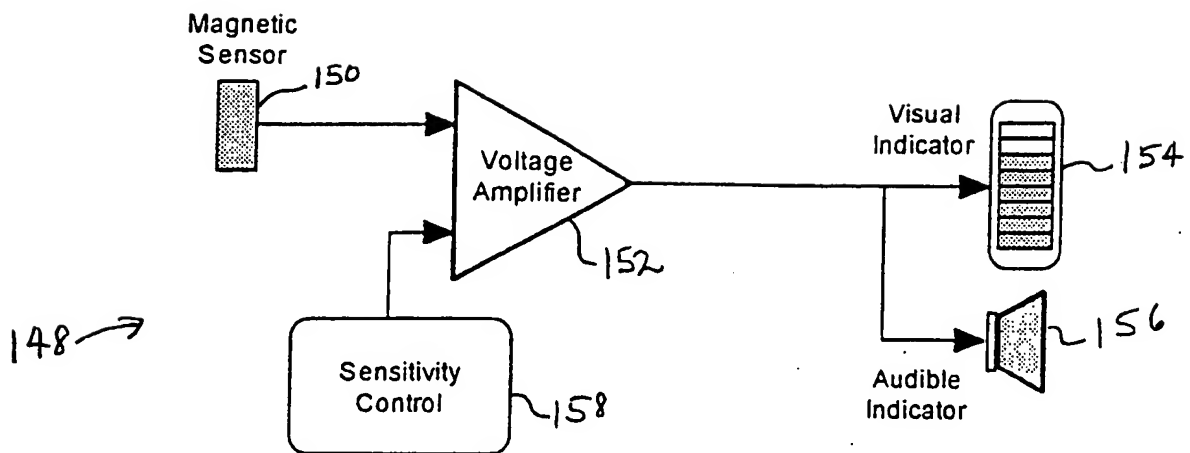 Magnetic
Sensor
150
Voltage
Amplifier
152
Visual
Indicator
154
148
Sensitivity
Control
158
Audible
Indicator
156